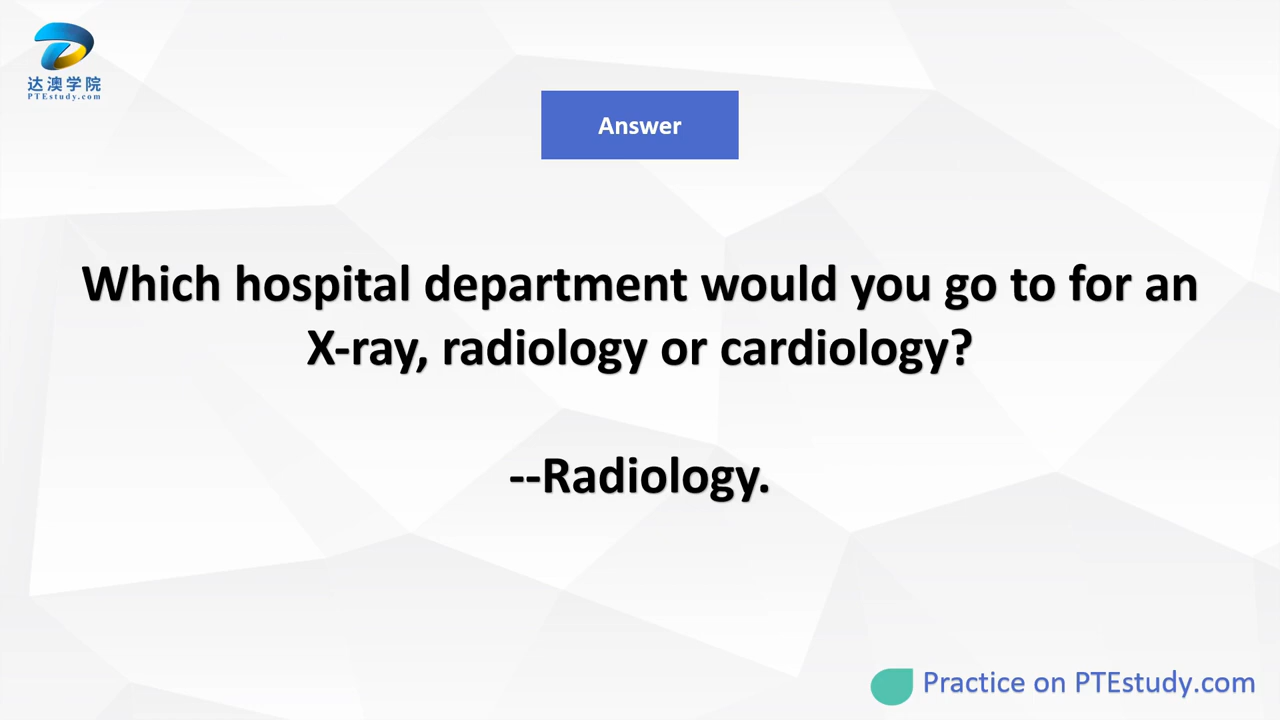 达澳学院
PTEstudy.com
Answer
Which hospital department would you go to for an
X-ray, radiology or cardiology?
--Radiology.
Practice on PTEstudy.com